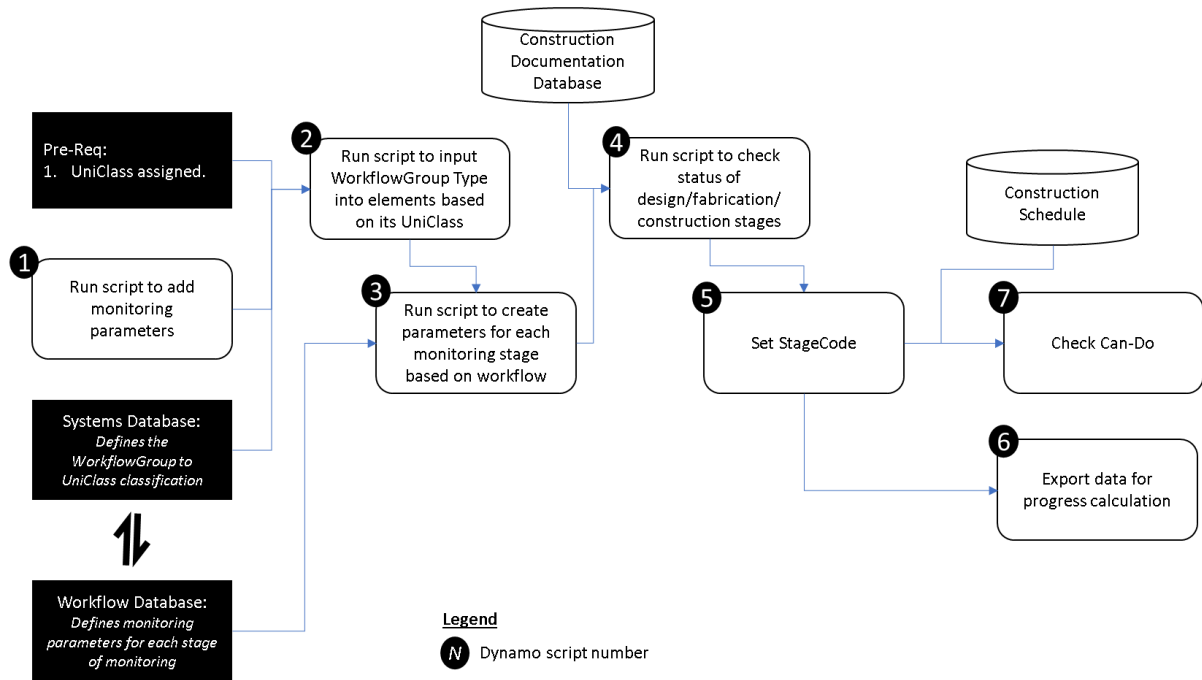 Construction
Documentation
Database
Pre-Req:
1. UniClass assigned.
2
Run script to input
WorkflowGroup Type
into elements based
on its UniClass
4
Run script to check
status of
design/fabrication/
construction stages
Construction
Schedule
1
Run script to add
monitoring
parameters
3
Run script to create
parameters for each
monitoring stage
based on workflow
5
Set StageCode
7
Check Can-Do
Systems Database:
Defines the
WorkflowGroup to
UniClass classification
6
Export data for
progress calculation
Workflow Database:
Defines monitoring
parameters for each stage
of monitoring
Legend
N Dynamo script number